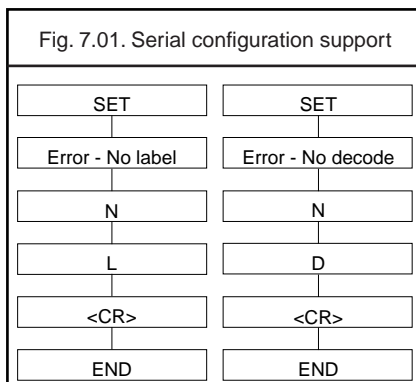 Fig. 7.01. Serial configuration support
SET
Error - No label
N
L
<CR>
END
SET
Error - No decode
N
D
<CR>
END